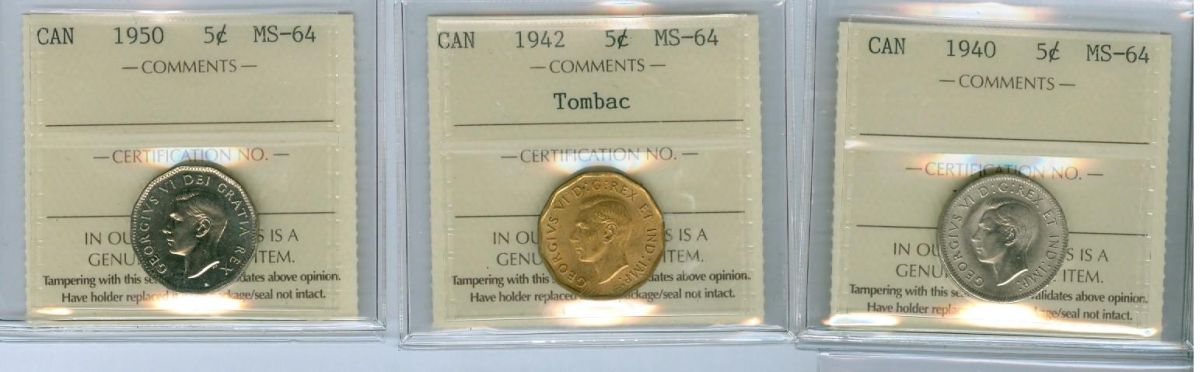 CAN 1950 5¢ MS-64
— COMMENTS —
— CERTIFICATION NO. —
GEORGIVS VI DEI GRATIA REX
IN OU S IS A
GENU ITEM.
Tampering with this dates above opinion.
Have holder replaced kage/seal not intact.
CAN 1942 5¢ MS-64
— COMMENTS —
Tombac
— CERTIFICATION NO. —
GEORGIVS VI D:G:REX ET IND:IMP:
IN OU S IS A
GENU ITEM.
Tampering with this dates above opinion.
Have holder replaced ckage/seal not intact.
CAN 1940 5¢ MS-64
— COMMENTS —
— CERTIFICATION NO. —
GEORGIVS VI D:G:REX ET IND:IMP:
IN OU S IS A
GENU ITEM.
Tampering with this alidates above opinion.
Have holder repl ge/seal not intact.